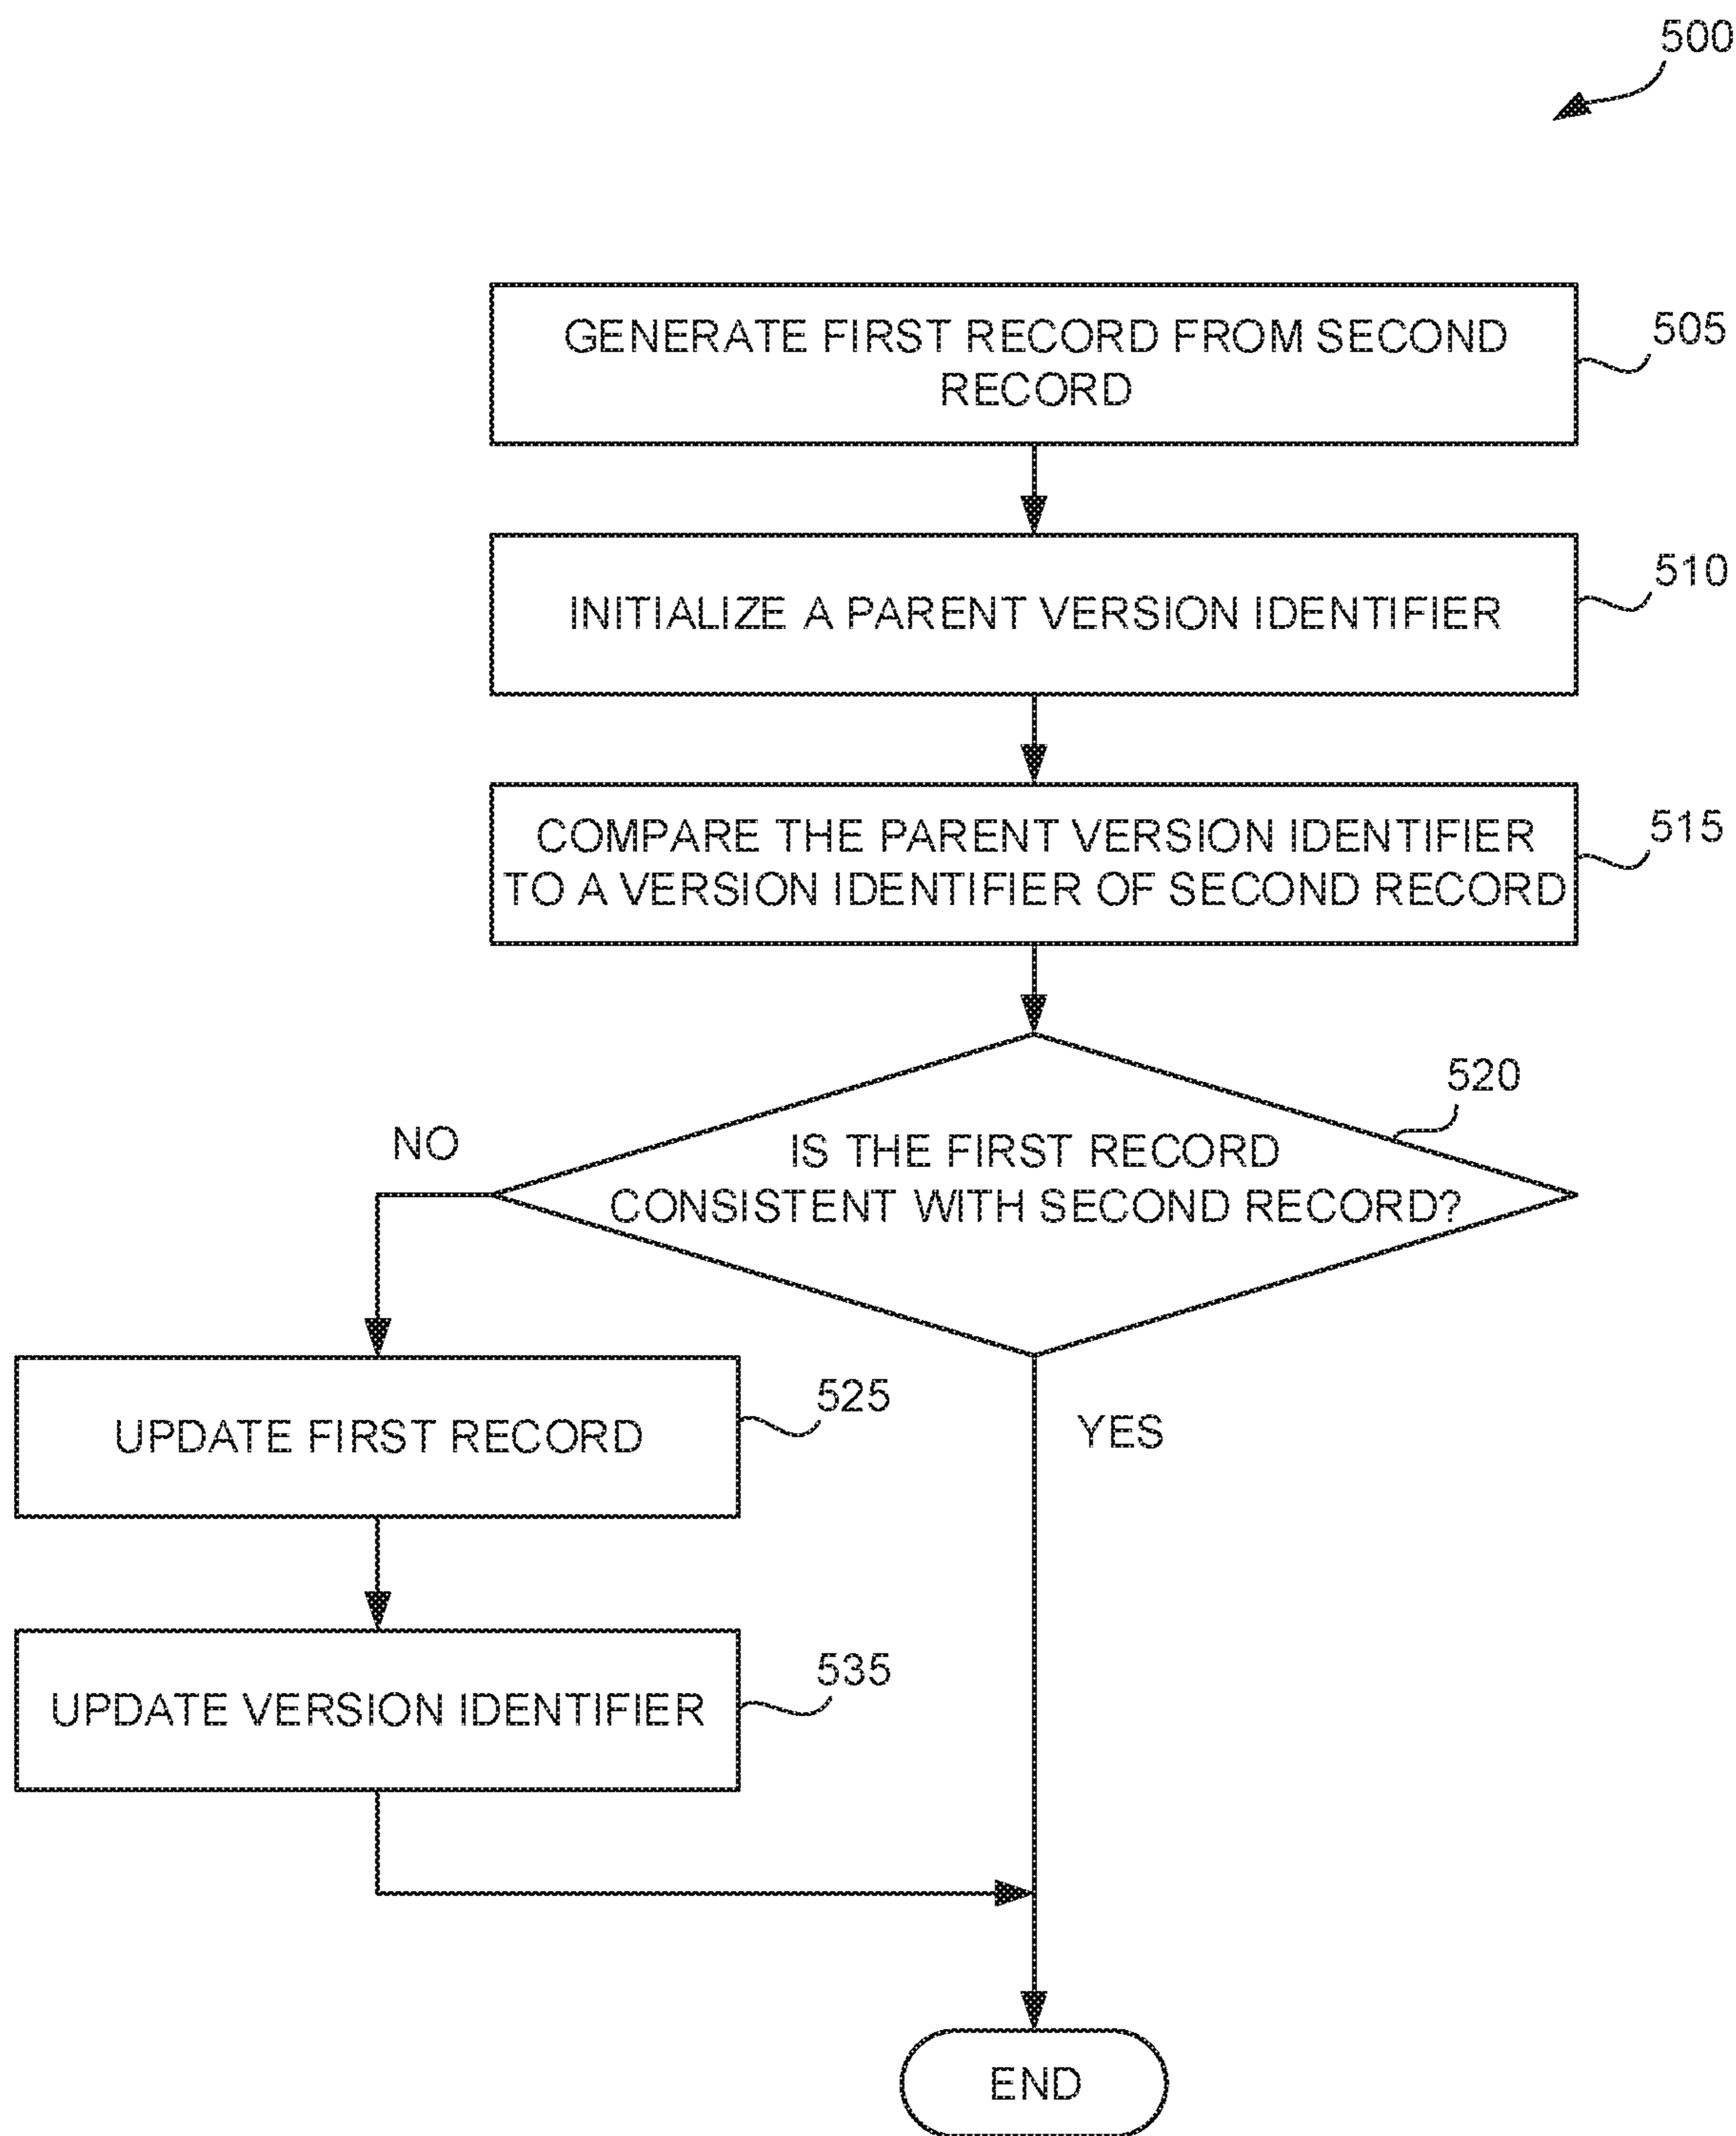 500
GENERATE FIRST RECORD FROM SECOND
RECORD
505
INITIALIZE A PARENT VERSION IDENTIFIER
510
COMPARE THE PARENT VERSION IDENTIFIER
TO A VERSION IDENTIFIER OF SECOND RECORD
515
520
NO
IS THE FIRST RECORD
CONSISTENT WITH SECOND RECORD?
525
UPDATE FIRST RECORD
YES
535
UPDATE VERSION IDENTIFIER
END